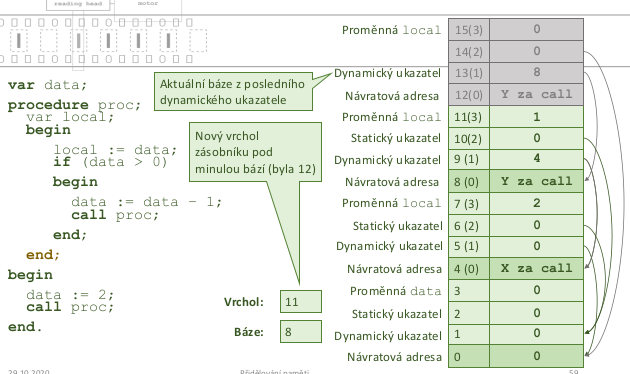 reading head
motor
Proměnná local 15(3) 0
14(2) 0
Dynamický ukazatel 13(1) 8
Návratová adresa 12(0) Y za call
Proměnná local 11(3) 1
Statický ukazatel 10(2) 0
Dynamický ukazatel 9 (1) 4
Návratová adresa 8 (0) Y za call
Proměnná local 7 (3) 2
Statický ukazatel 6 (2) 0
Dynamický ukazatel 5 (1) 0
Návratová adresa 4 (0) X za call
Proměnná data 3 0
Statický ukazatel 2 0
Dynamický ukazatel 1 0
Návratová adresa 0 0
Aktuální báze z posledního
dynamického ukazatele
Nový vrchol
zásobníku pod
minulou bází (byla 12)
var data;
procedure proc;
var local;
begin
local := data;
if (data > 0)
begin
data := data - 1;
call proc;
end;
end;
begin
data := 2;
call proc;
end.
Vrchol: 11
Báze: 8
29.10.2020
Přidělování paměti
59